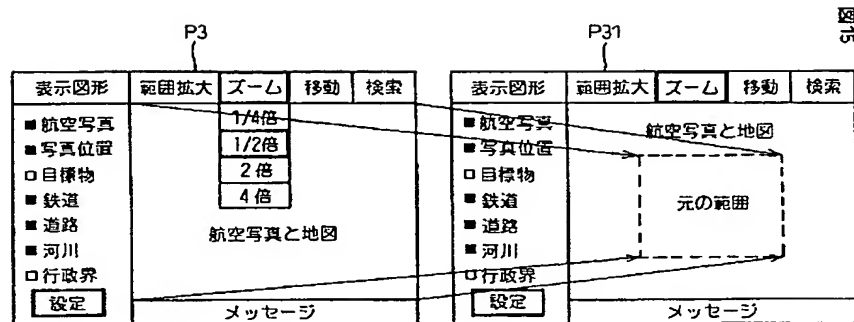 図15
P3
表示図形 範囲拡大 ズーム 移動 検索
■航空写真
■写真位置
□目標物
■鉄道
■道路
■河川
□行政界
設定
1/4倍
1/2倍
2倍
4倍
航空写真と地図
メッセージ
P31
表示図形 範囲拡大 ズーム 移動 検索
■航空写真
■写真位置
□目標物
■鉄道
■道路
■河川
□行政界
設定
航空写真と地図
元の範囲
メッセージ